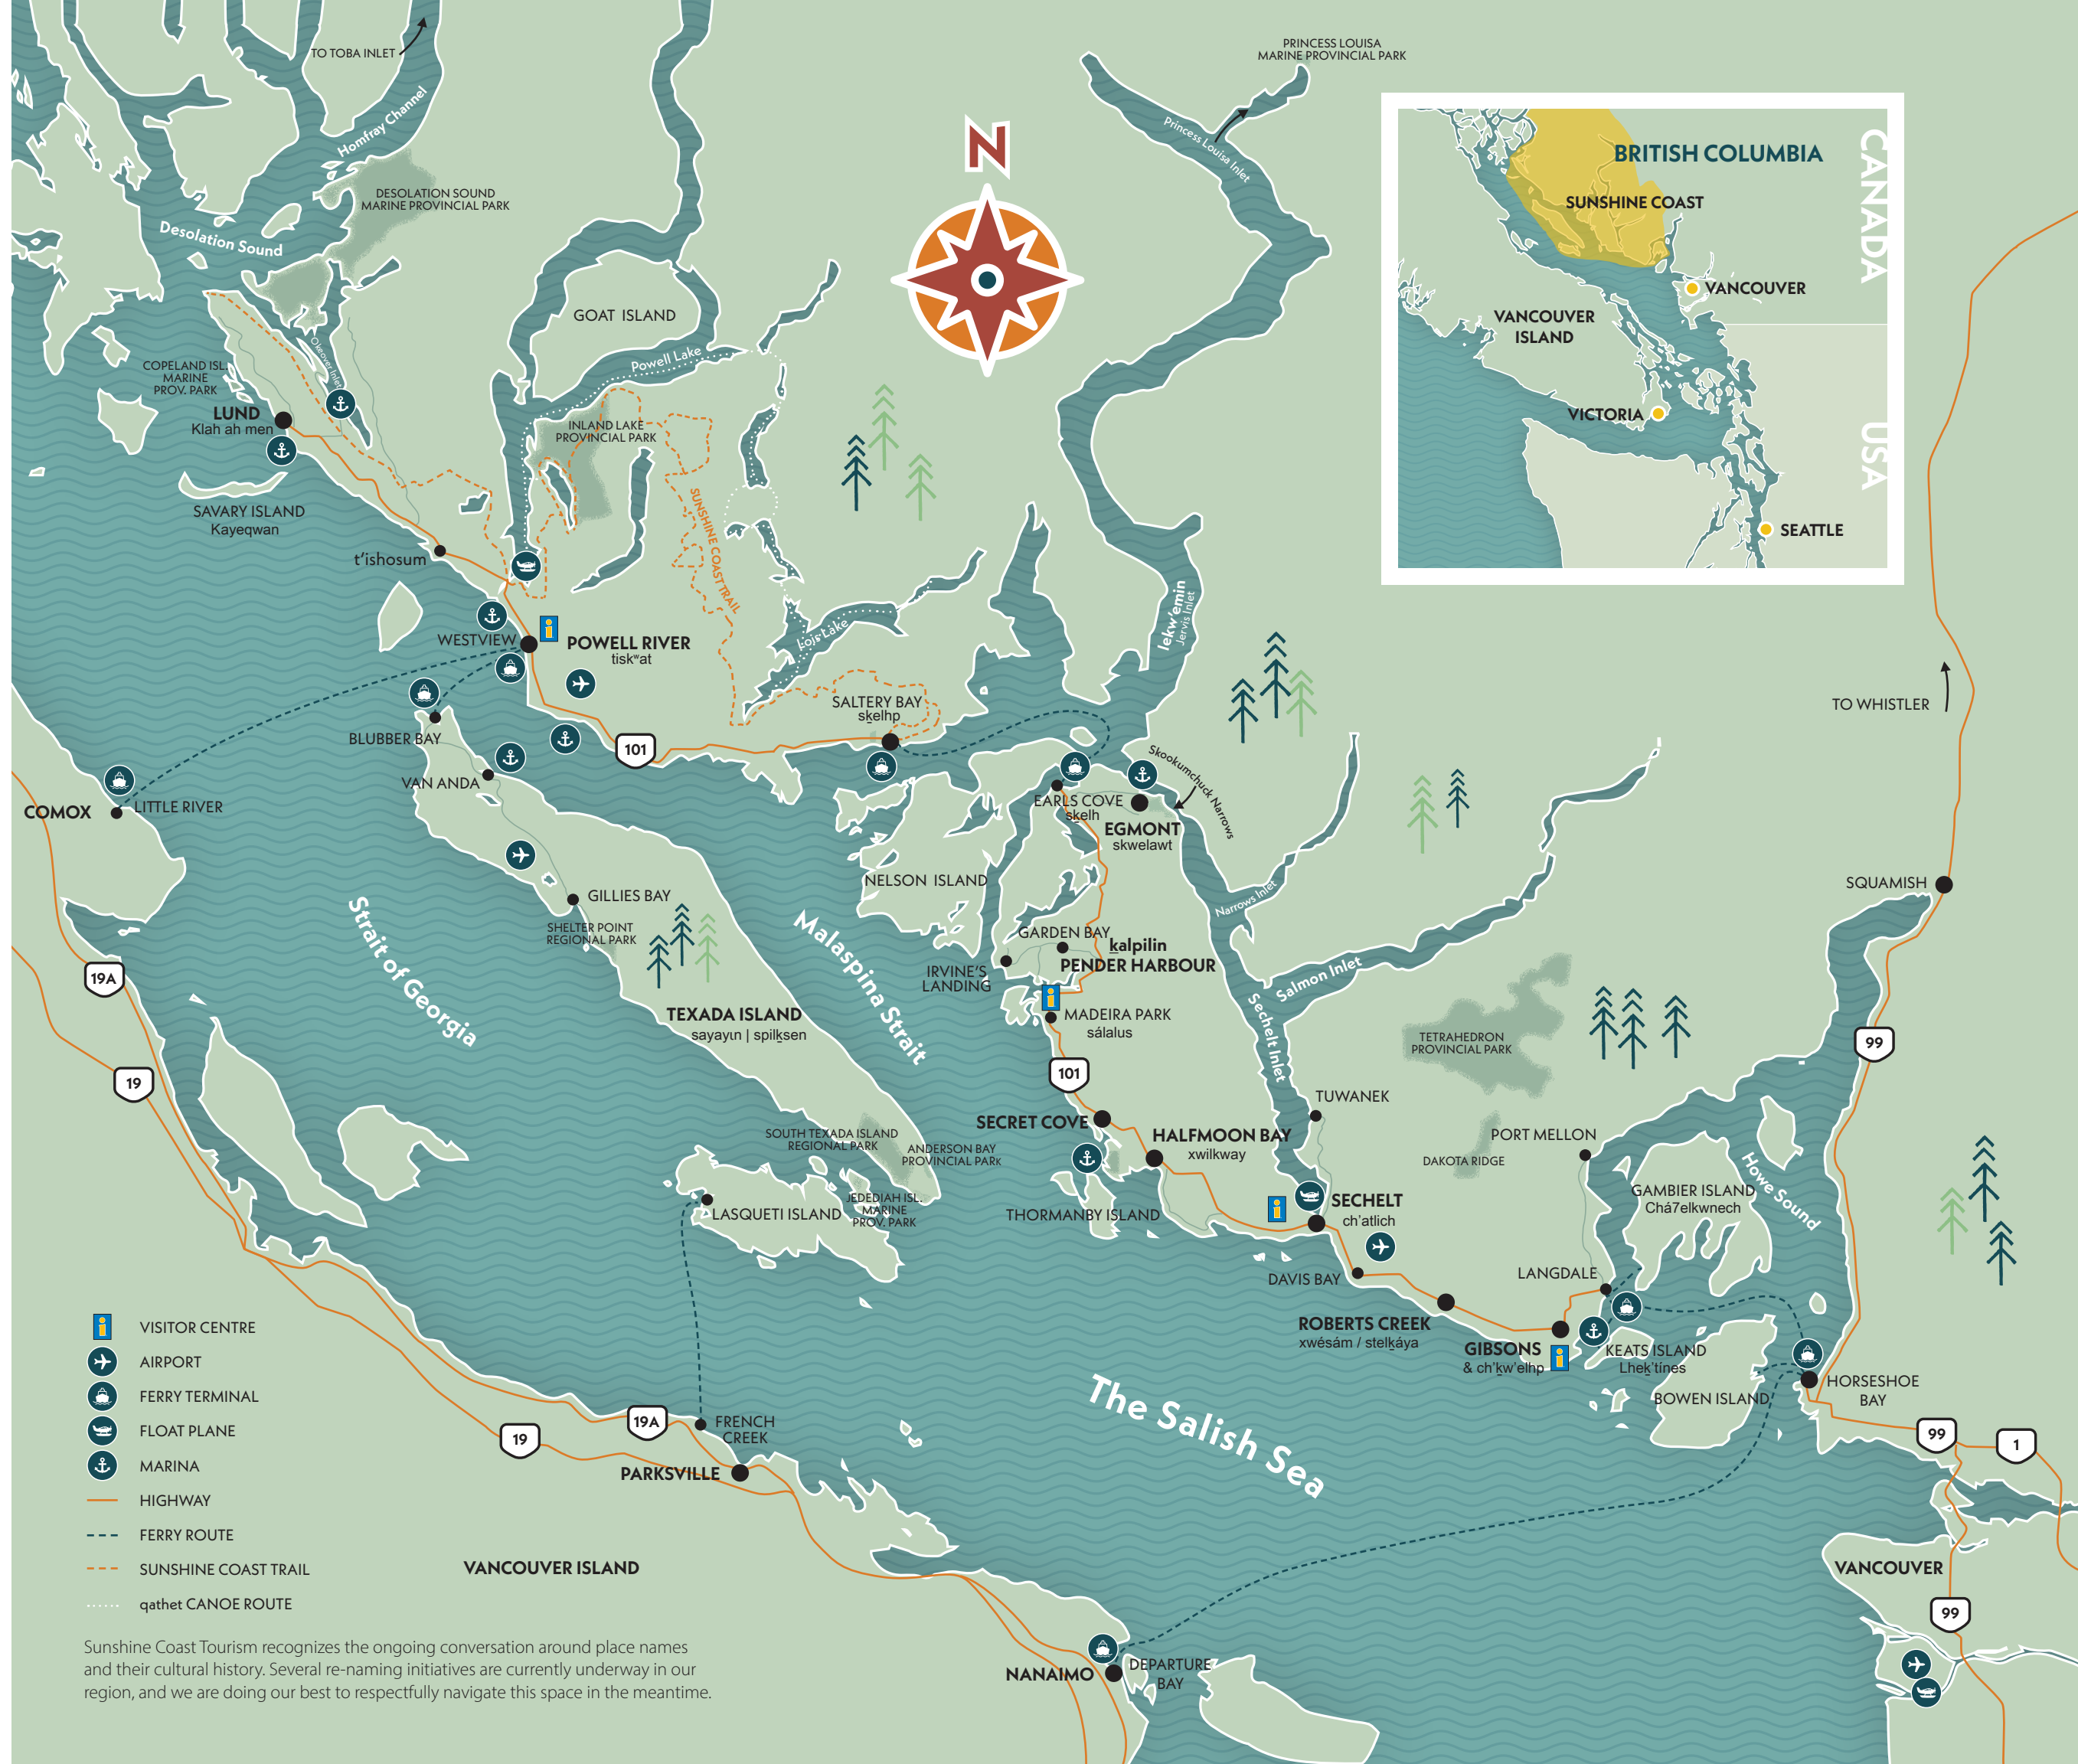 TO TOBA INLET
Homfray Channel
DESOLATION SOUND
MARINE PROVINCIAL PARK
Desolation Sound
PRINCESS LOUISA
MARINE PROVINCIAL PARK
Princess Louisa Inlet
N
BRITISH COLUMBIA
CANADA
SUNSHINE COAST
VANCOUVER
VANCOUVER
ISLAND
VICTORIA
USA
SEATTLE
GOAT ISLAND
Powell Lake
Okeover Inlet
COPELAND ISL.
MARINE
PROV. PARK
LUND
Klah ah men
INLAND LAKE
PROVINCIAL PARK
SUNSHINE COAST TRAIL
SAVARY ISLAND
Kayeqwan
t'ishosum
WESTVIEW
POWELL RIVER
tiskʷat
Lois Lake
lekw'emin
Jervis Inlet
SALTERY BAY
sḵelhp
TO WHISTLER
BLUBBER BAY
VAN ANDA
101
Skookumchuck Narrows
COMOX
LITTLE RIVER
EARLS COVE
sḵelh
EGMONT
skwelawt
NELSON ISLAND
Narrows Inlet
SQUAMISH
GILLIES BAY
SHELTER POINT
REGIONAL PARK
Strait of Georgia
Malaspina Strait
GARDEN BAY
ḵalpilin
PENDER HARBOUR
IRVINE'S
LANDING
Salmon Inlet
Sechelt Inlet
19A
TEXADA ISLAND
sayayɩn | spilḵsen
MADEIRA PARK
sálalus
TETRAHEDRON
PROVINCIAL PARK
99
19
101
TUWANEK
SECRET COVE
HALFMOON BAY
xwilkway
PORT MELLON
DAKOTA RIDGE
SOUTH TEXADA ISLAND
REGIONAL PARK
ANDERSON BAY
PROVINCIAL PARK
JEDEDIAH ISL.
MARINE
PROV. PARK
LASQUETI ISLAND
THORMANBY ISLAND
SECHELT
ch'atlich
GAMBIER ISLAND
Chá7elkwnech
Howe Sound
DAVIS BAY
LANGDALE
ROBERTS CREEK
xwésám / stelḵáya
GIBSONS
& ch'ḵw'elhp
KEATS ISLAND
Lheḵ'tínes
BOWEN ISLAND
HORSESHOE
BAY
VISITOR CENTRE
AIRPORT
FERRY TERMINAL
FLOAT PLANE
MARINA
HIGHWAY
FERRY ROUTE
SUNSHINE COAST TRAIL
qathet CANOE ROUTE
The Salish Sea
19
19A
FRENCH
CREEK
PARKSVILLE
99
1
VANCOUVER ISLAND
VANCOUVER
99
NANAIMO
DEPARTURE
BAY
Sunshine Coast Tourism recognizes the ongoing conversation around place names
and their cultural history. Several re-naming initiatives are currently underway in our
region, and we are doing our best to respectfully navigate this space in the meantime.